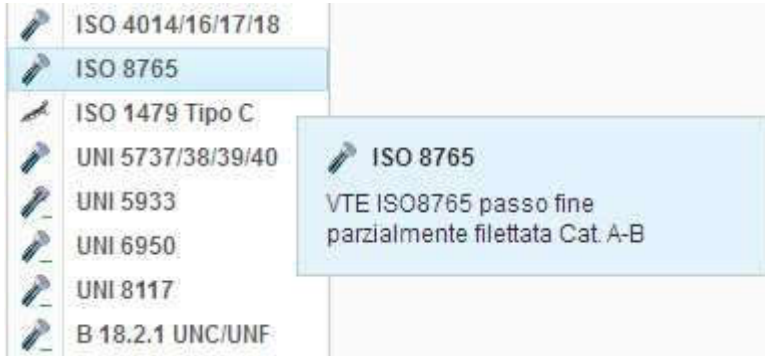 ISO 4014/16/17/18
ISO 8765
ISO 1479 Tipo C
UNI 5737/38/39/40
UNI 5933
UNI 6950
UNI 8117
B 18.2.1 UNC/UNF
ISO 8765
VTE ISO8765 passo fine
parzialmente filettata Cat. A-B